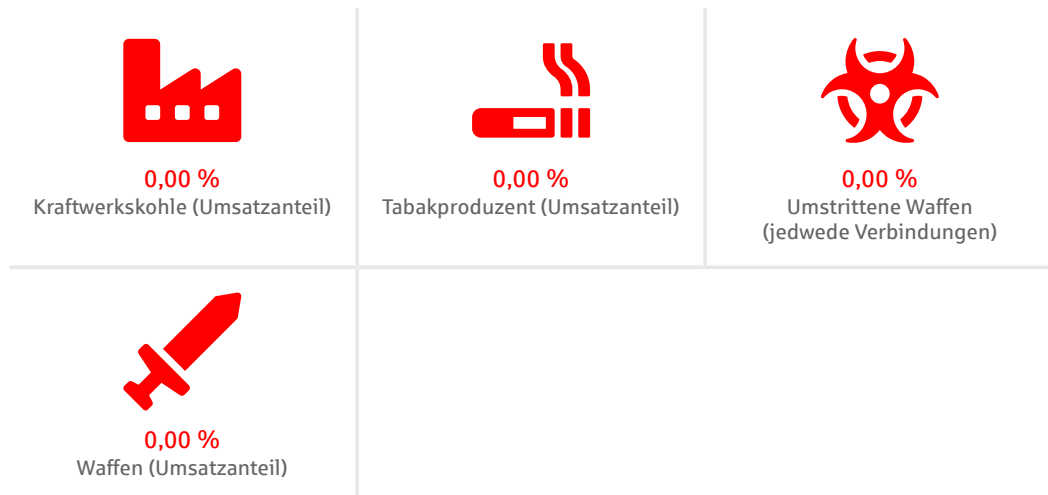 0,00 %
Kraftwerkskohle (Umsatzanteil)
0,00 %
Tabakproduzent (Umsatzanteil)
0,00 %
Umstrittene Waffen
(jedwede Verbindungen)
0,00 %
Waffen (Umsatzanteil)